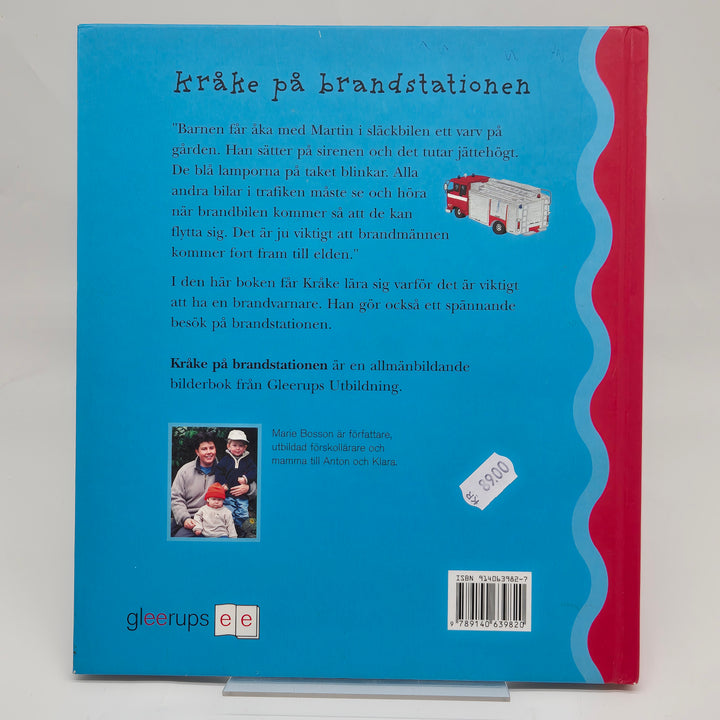 kråke på brandstationen
"Barnen får åka med Martin i släckbilen ett varv på
gården. Han sätter på sirenen och det tutar jättehögt.
De blå lamporna på taket blinkar. Alla
andra bilar i trafiken måste se och höra
när brandbilen kommer så att de kan
flytta sig. Det är ju viktigt att brandmännen
kommer fort fram till elden."
I den här boken får Kråke lära sig varför det är viktigt
att ha en brandvarnare. Han gör också ett spännande
besök på brandstationen.
Kråke på brandstationen är en allmänbildande
bilderbok från Gleerups Utbildning.
Marie Bosson är författare,
utbildad förskollärare och
mamma till Anton och Klara.
KR 89.00
ISBN 914063982-7
9 789140 639820
gleerups ee